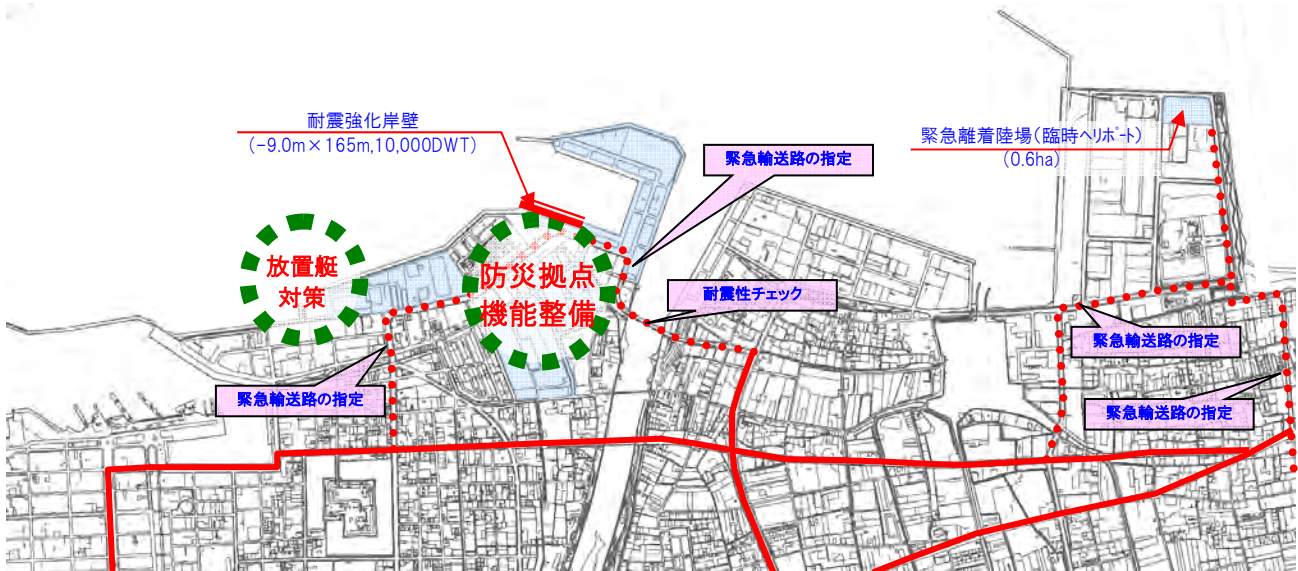 耐震強化岸壁
(-9.0m×165m,10,000DWT)
緊急輸送路の指定
緊急離着陸場(臨時ヘリポート)
(0.6ha)
放置艇
対策
防災拠点
機能整備
耐震性チェック
緊急輸送路の指定
緊急輸送路の指定
緊急輸送路の指定